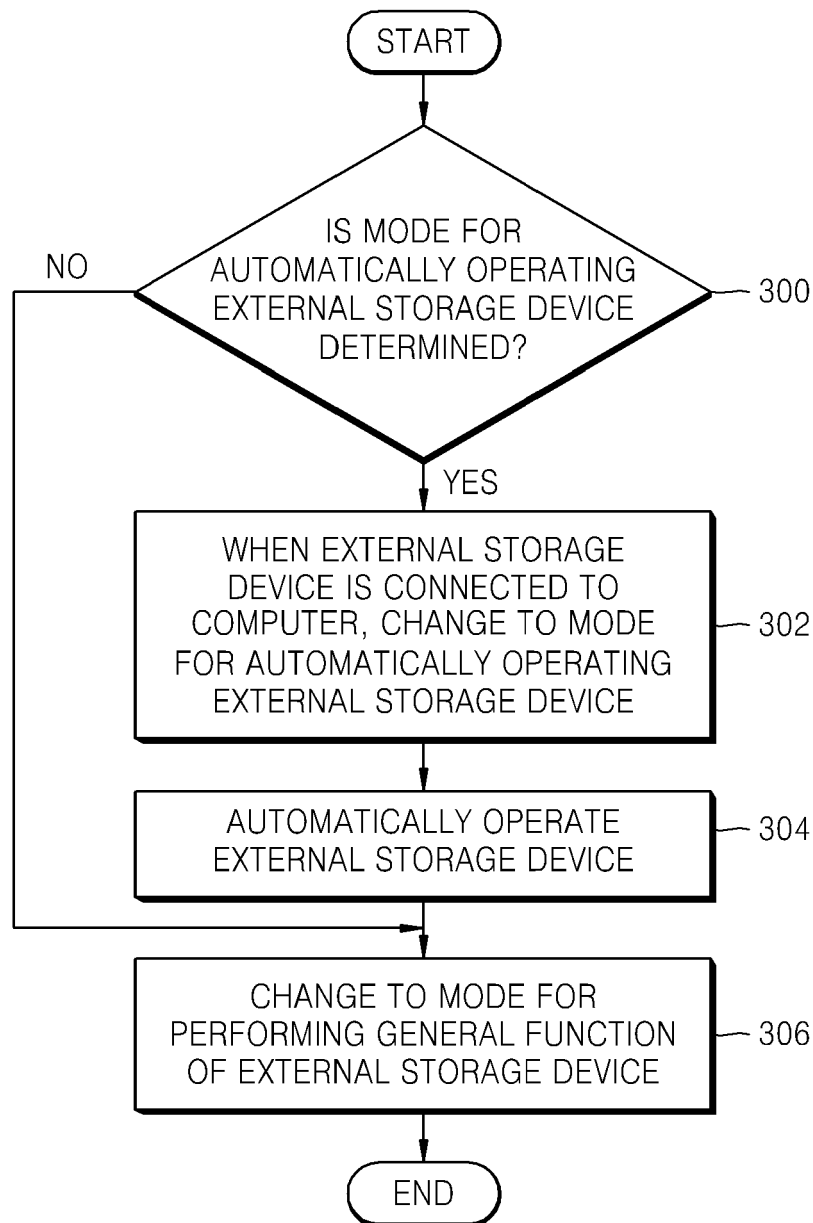 START
IS MODE FOR
AUTOMATICALLY OPERATING
EXTERNAL STORAGE DEVICE
DETERMINED?
NO
300
YES
WHEN EXTERNAL STORAGE
DEVICE IS CONNECTED TO
COMPUTER, CHANGE TO MODE
FOR AUTOMATICALLY OPERATING
EXTERNAL STORAGE DEVICE
302
AUTOMATICALLY OPERATE
EXTERNAL STORAGE DEVICE
304
CHANGE TO MODE FOR
PERFORMING GENERAL FUNCTION
OF EXTERNAL STORAGE DEVICE
306
END